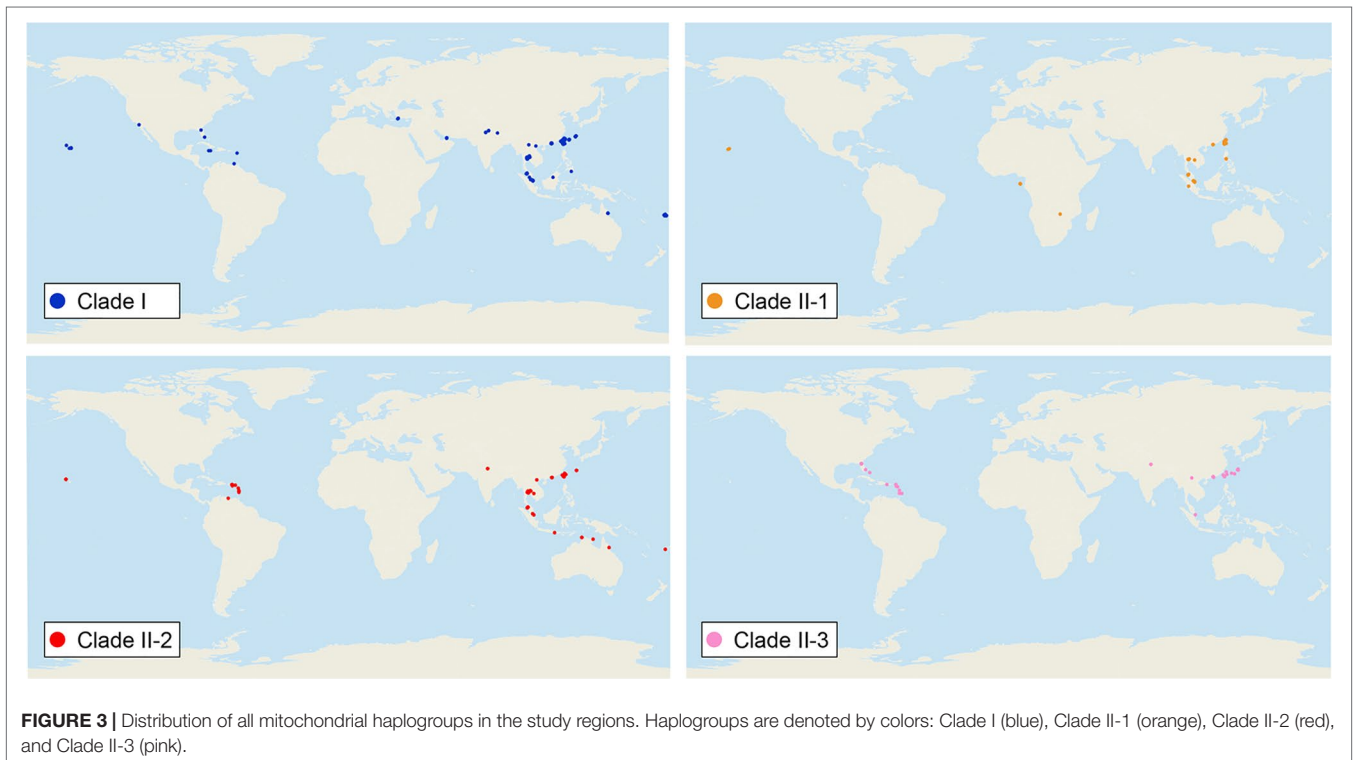 Clade I
Clade II-1
Clade II-2
Clade II-3
FIGURE 3 | Distribution of all mitochondrial haplogroups in the study regions. Haplogroups are denoted by colors: Clade I (blue), Clade II-1 (orange), Clade II-2 (red),
and Clade II-3 (pink).